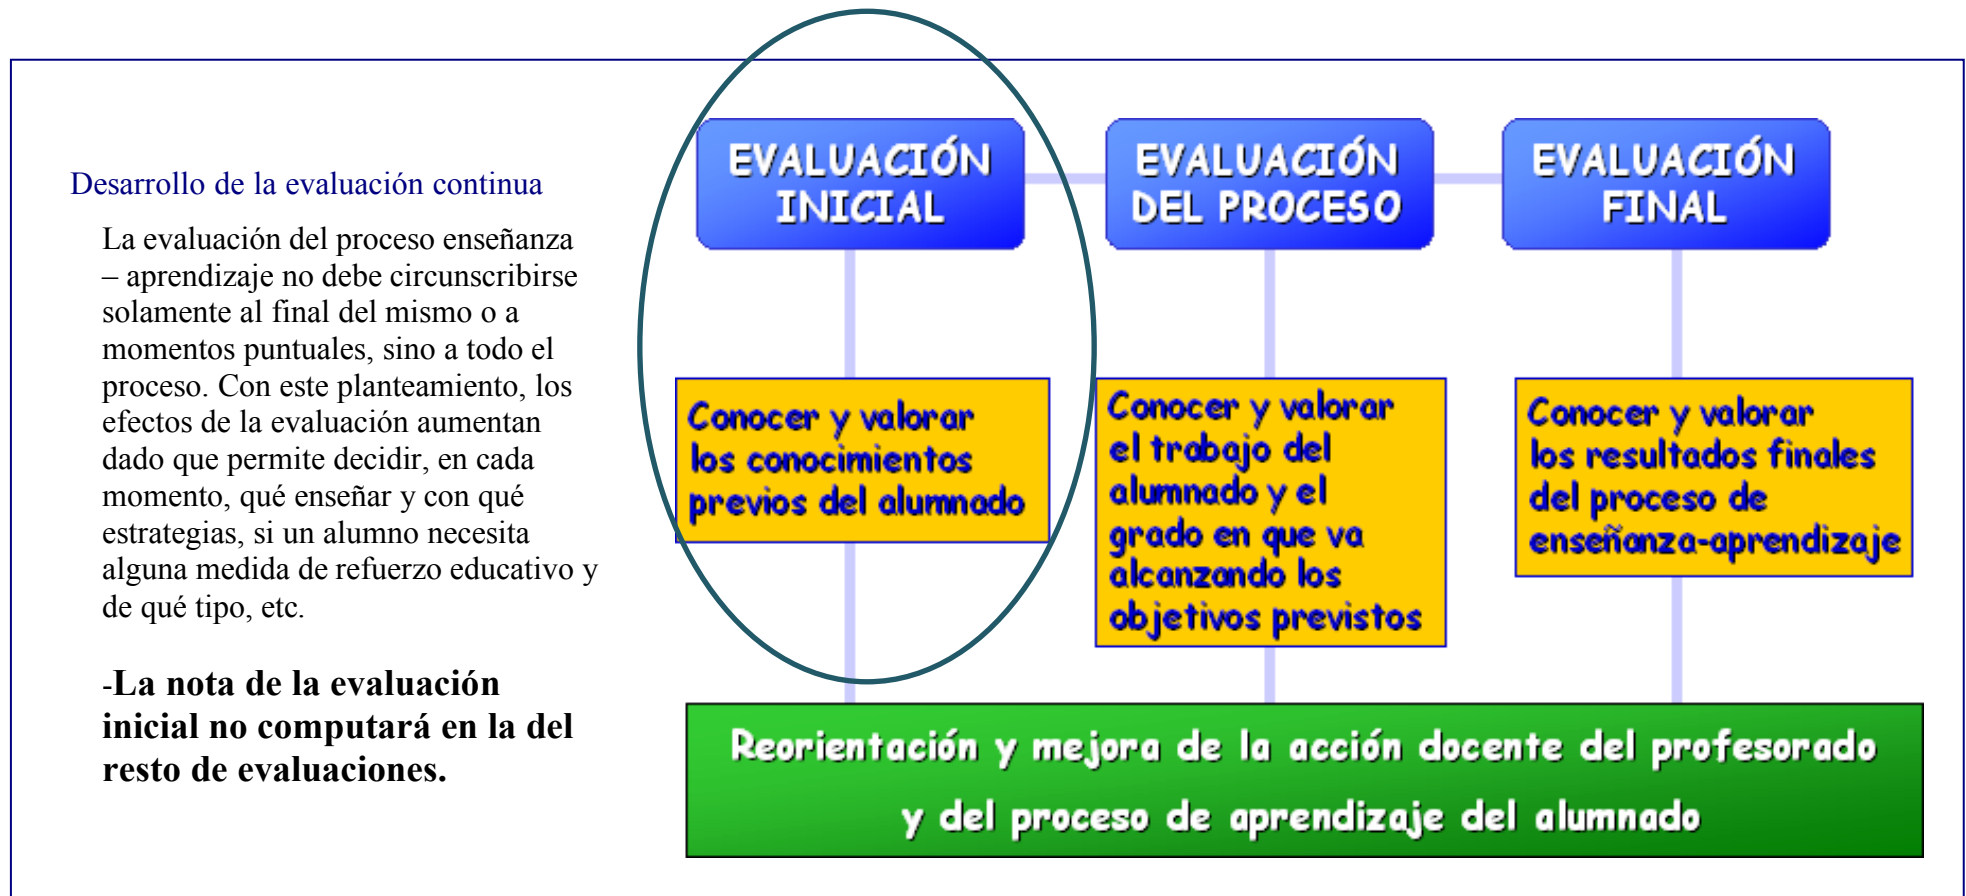 Desarrollo de la evaluación continua
La evaluación del proceso enseñanza
– aprendizaje no debe circunscribirse
solamente al final del mismo o a
momentos puntuales, sino a todo el
proceso. Con este planteamiento, los
efectos de la evaluación aumentan
dado que permite decidir, en cada
momento, qué enseñar y con qué
estrategias, si un alumno necesita
alguna medida de refuerzo educativo y
de qué tipo, etc.
-La nota de la evaluación
inicial no computará en la del
resto de evaluaciones.
EVALUACIÓN
INICIAL
EVALUACIÓN
DEL PROCESO
EVALUACIÓN
FINAL
Conocer y valorar
los conocimientos
previos del alumnado
Conocer y valorar
el trabajo del
alumnado y el
grado en que va
alcanzando los
objetivos previstos
Conocer y valorar
los resultados finales
del proceso de
enseñanza-aprendizaje
Reorientación y mejora de la acción docente del profesorado
y del proceso de aprendizaje del alumnado